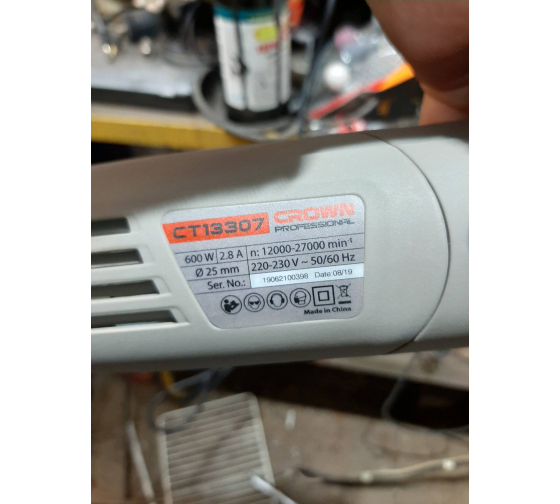 CT13307 CROWN
PROFESSIONAL
600 W 2.8 A n: 12000-27000 min⁻¹
Ø 25 mm 220-230 V ~ 50/60 Hz
Ser. No.: 19062100398 Date:08/19
Made in China